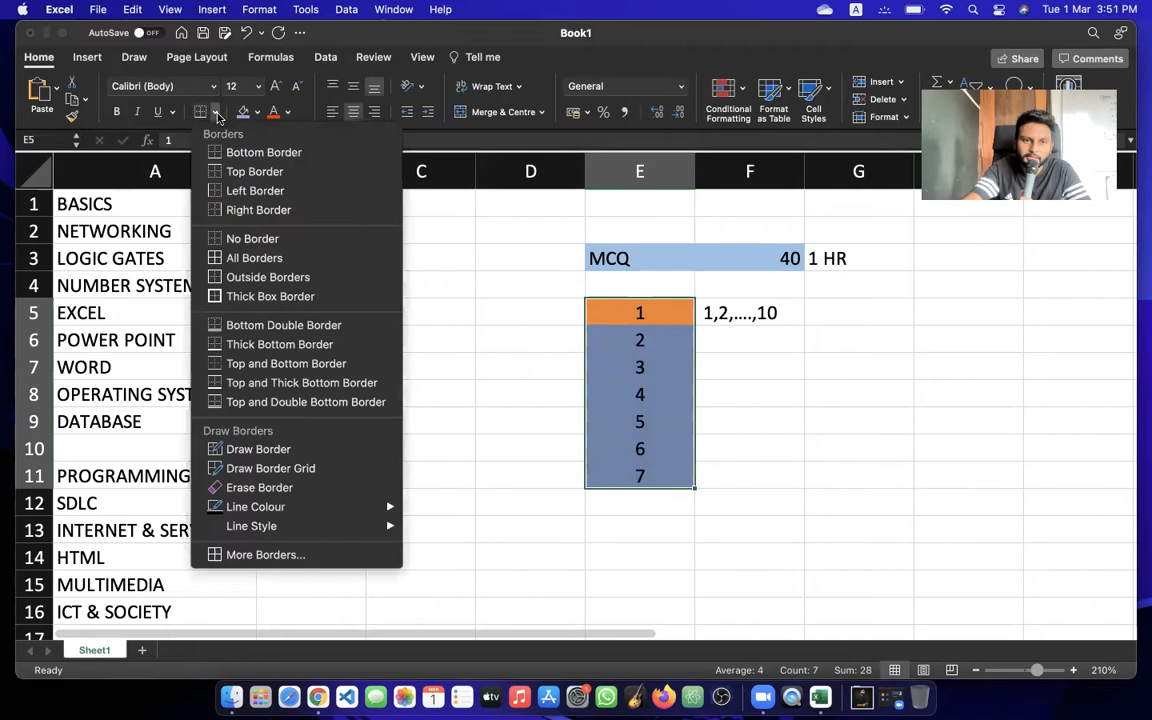 Excel File Edit View Insert Format Tools Data Window Help
A Tue 1 Mar 3:51 PM
AutoSave OFF Book1
Home Insert Draw Page Layout Formulas Data Review View Tell me Share Comments
Calibri (Body) 12 Wrap Text General Insert
Paste B I U A Merge & Centre % Conditional Formatting Format as Table Cell Styles Delete Format
E5 fx 1
Borders
Bottom Border
Top Border
Left Border
Right Border
No Border
All Borders
Outside Borders
Thick Box Border
Bottom Double Border
Thick Bottom Border
Top and Bottom Border
Top and Thick Bottom Border
Top and Double Bottom Border
Draw Borders
Draw Border
Draw Border Grid
Erase Border
Line Colour
Line Style
More Borders...
A C D E F G
1 BASICS
2 NETWORKING
3 LOGIC GATES MCQ 40 1 HR
4 NUMBER SYSTEM
5 EXCEL 1 1,2,....,10
6 POWER POINT 2
7 WORD 3
8 OPERATING SYST 4
9 DATABASE 5
10 6
11 PROGRAMMING 7
12 SDLC
13 INTERNET & SERV
14 HTML
15 MULTIMEDIA
16 ICT & SOCIETY
17
Sheet1
Ready Average: 4 Count: 7 Sum: 28 210%